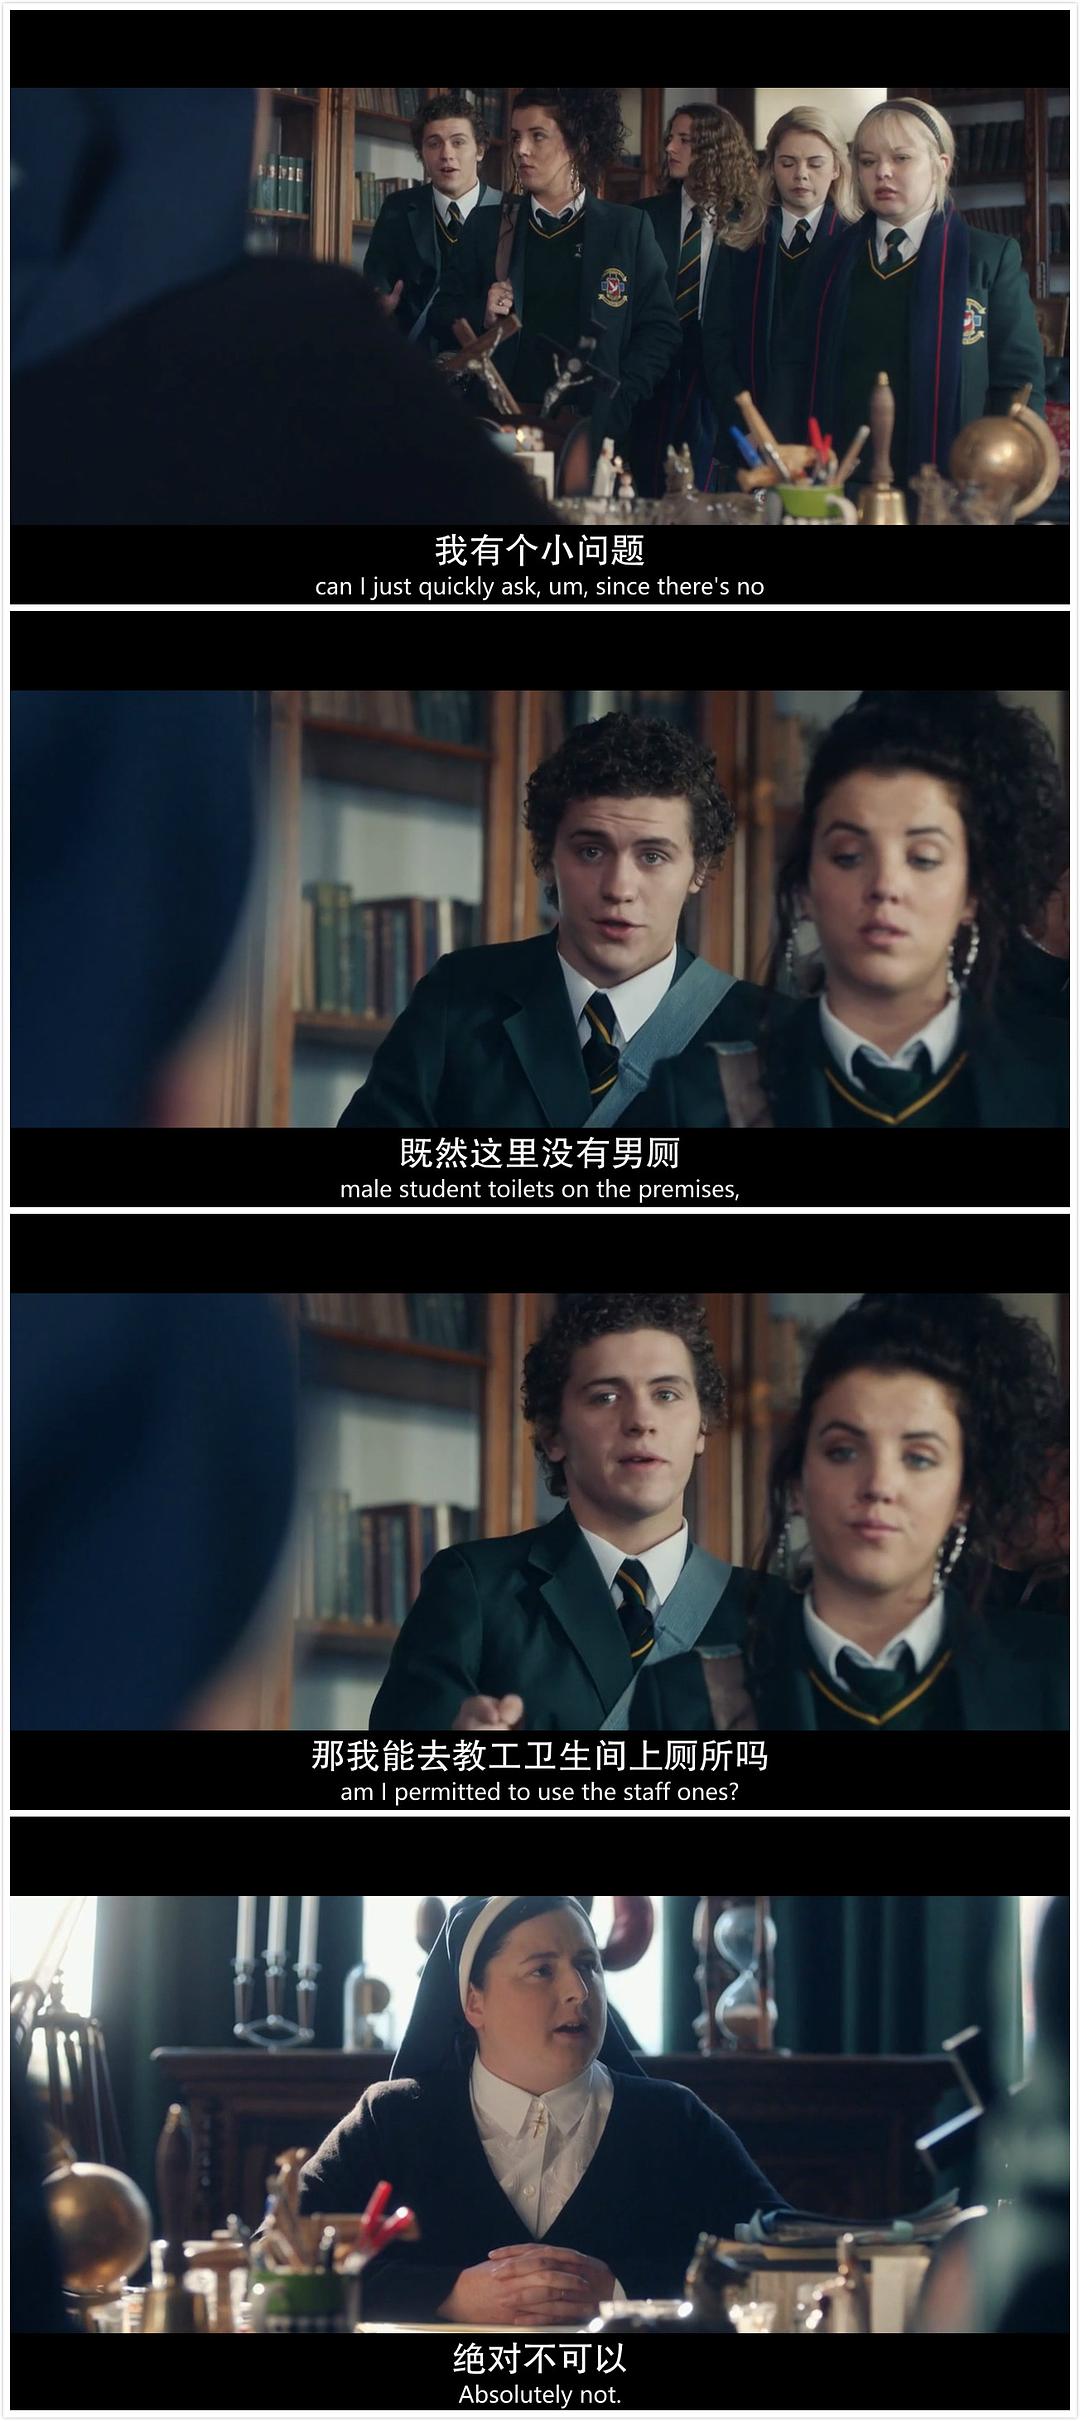 我有个小问题
can I just quickly ask, um, since there's no
既然这里没有男厕
male student toilets on the premises,
那我能去教工卫生间上厕所吗
am I permitted to use the staff ones?
绝对不可以
Absolutely not.